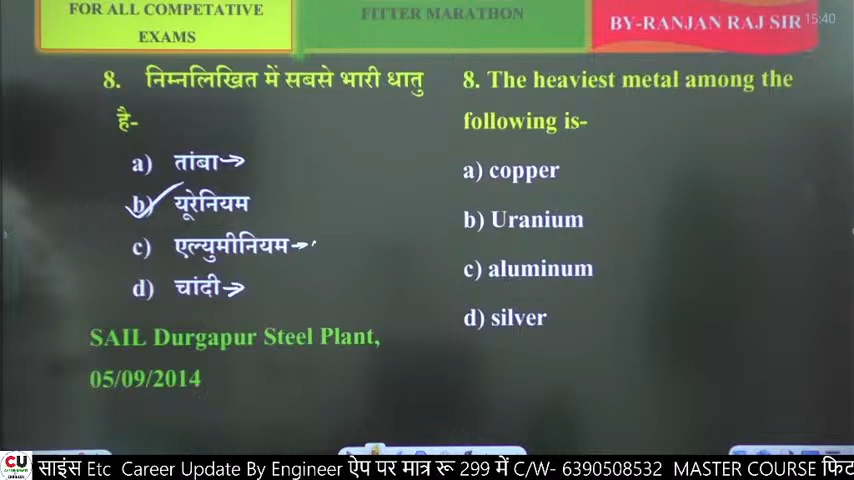 FOR ALL COMPETATIVE
EXAMS
FITTER MARATHON
BY-RANJAN RAJ SIR
15:40
8. निम्नलिखित में सबसे भारी धातु
है-
a) तांबा
b) यूरेनियम
c) एल्युमीनियम
d) चांदी
SAIL Durgapur Steel Plant,
05/09/2014
8. The heaviest metal among the
following is-
a) copper
b) Uranium
c) aluminum
d) silver
CU
साइंस Etc Career Update By Engineer ऐप पर मात्र रू 299 में C/W- 6390508532 MASTER COURSE फिट